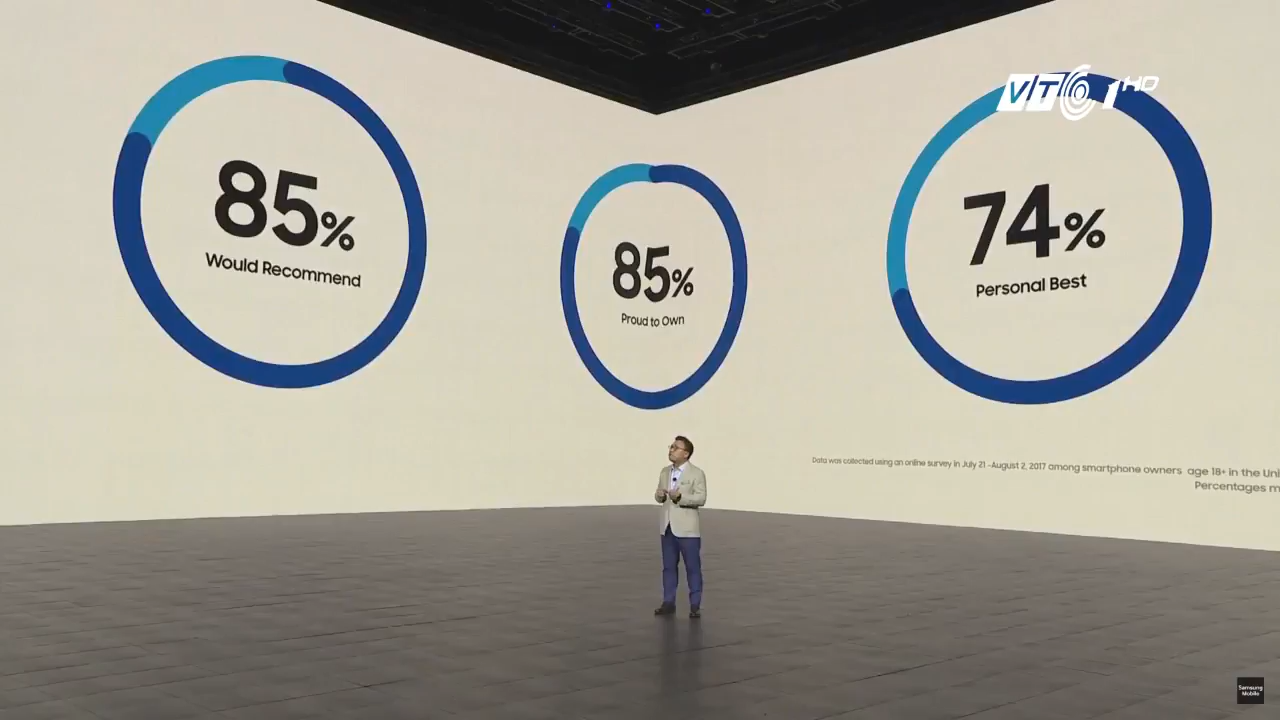 85%
Would Recommend
85%
Proud to Own
VTC1 HD
74%
Personal Best
Data was collected using an online survey in July 21 -August 2, 2017 among smartphone owners age 18+ in the Uni
Percentages m
Samsung
Mobile